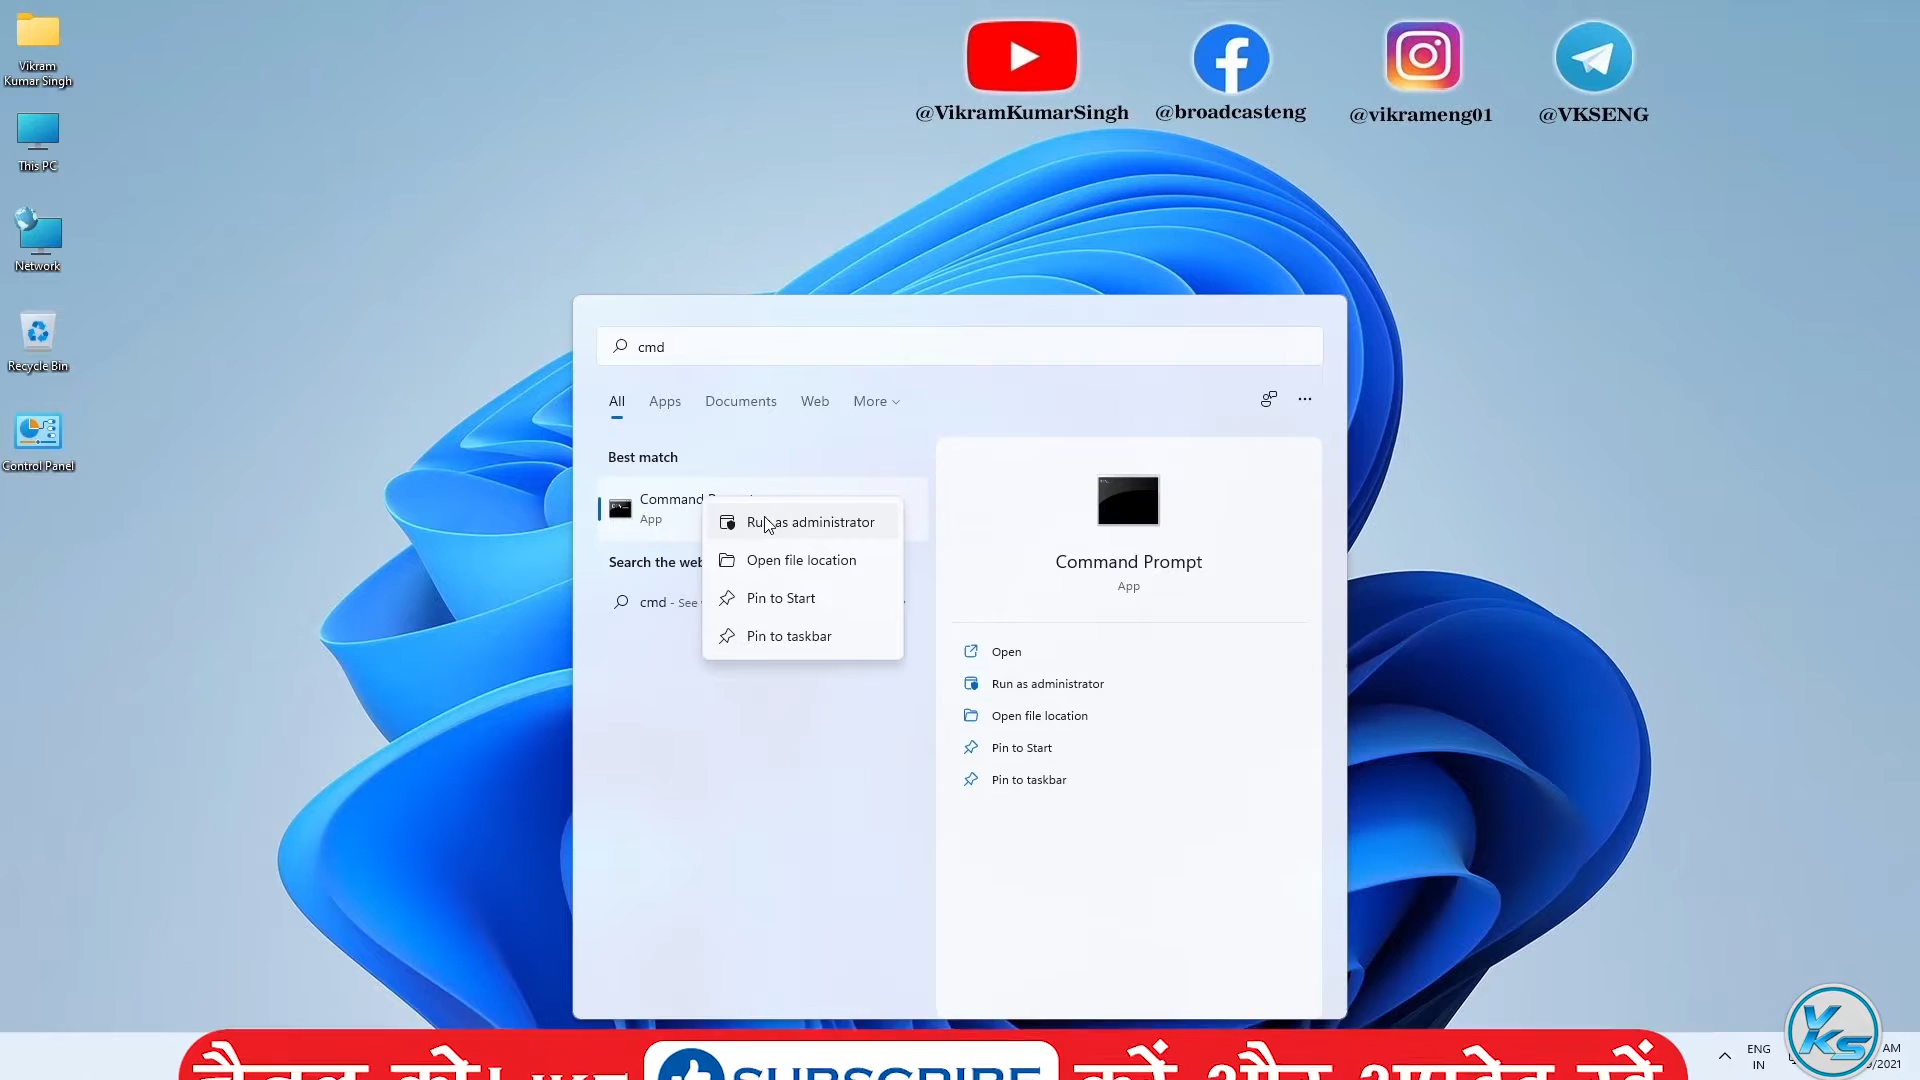 Vikram
Kumar Singh
This PC
Network
Recycle Bin
Control Panel
@VikramKumarSingh
@broadcasteng
@vikrameng01
@VKSENG
cmd
All
Apps
Documents
Web
More
Best match
Command
App
Search the web
cmd - See
Run as administrator
Open file location
Pin to Start
Pin to taskbar
Command Prompt
App
Open
Run as administrator
Open file location
Pin to Start
Pin to taskbar
SUBSCRIBE
ENG
IN
AM
/2021
VKS